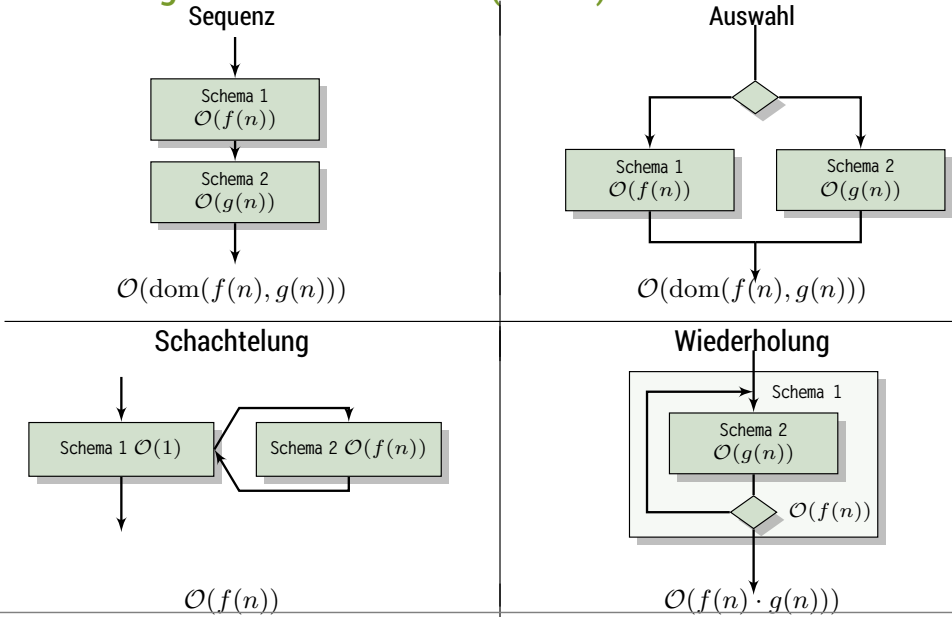 Sequenz
Schema 1
𝒪(f(n))
Schema 2
𝒪(g(n))
𝒪(dom(f(n), g(n)))
Auswahl
Schema 1
𝒪(f(n))
Schema 2
𝒪(g(n))
𝒪(dom(f(n), g(n)))
Schachtelung
Schema 1 𝒪(1)
Schema 2 𝒪(f(n))
𝒪(f(n))
Wiederholung
Schema 1
Schema 2
𝒪(g(n))
𝒪(f(n))
𝒪(f(n) · g(n)))